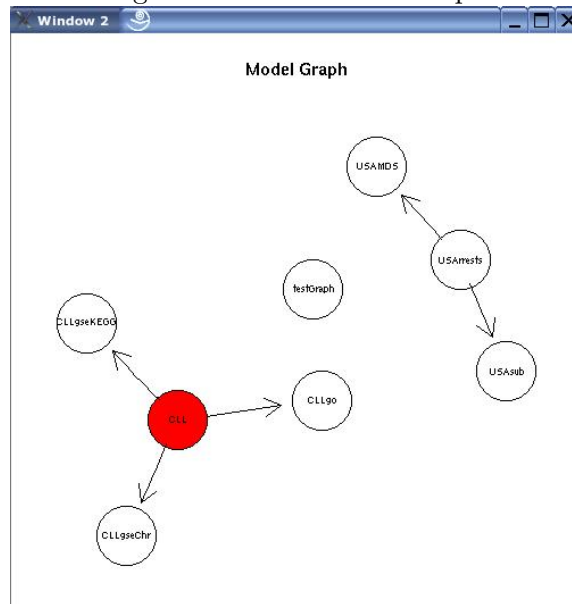 Window 2
Model Graph
USAMDS
USArrests
testGraph
CLLgseKEGG
USAsub
CLLgo
CLL
CLLgseChr